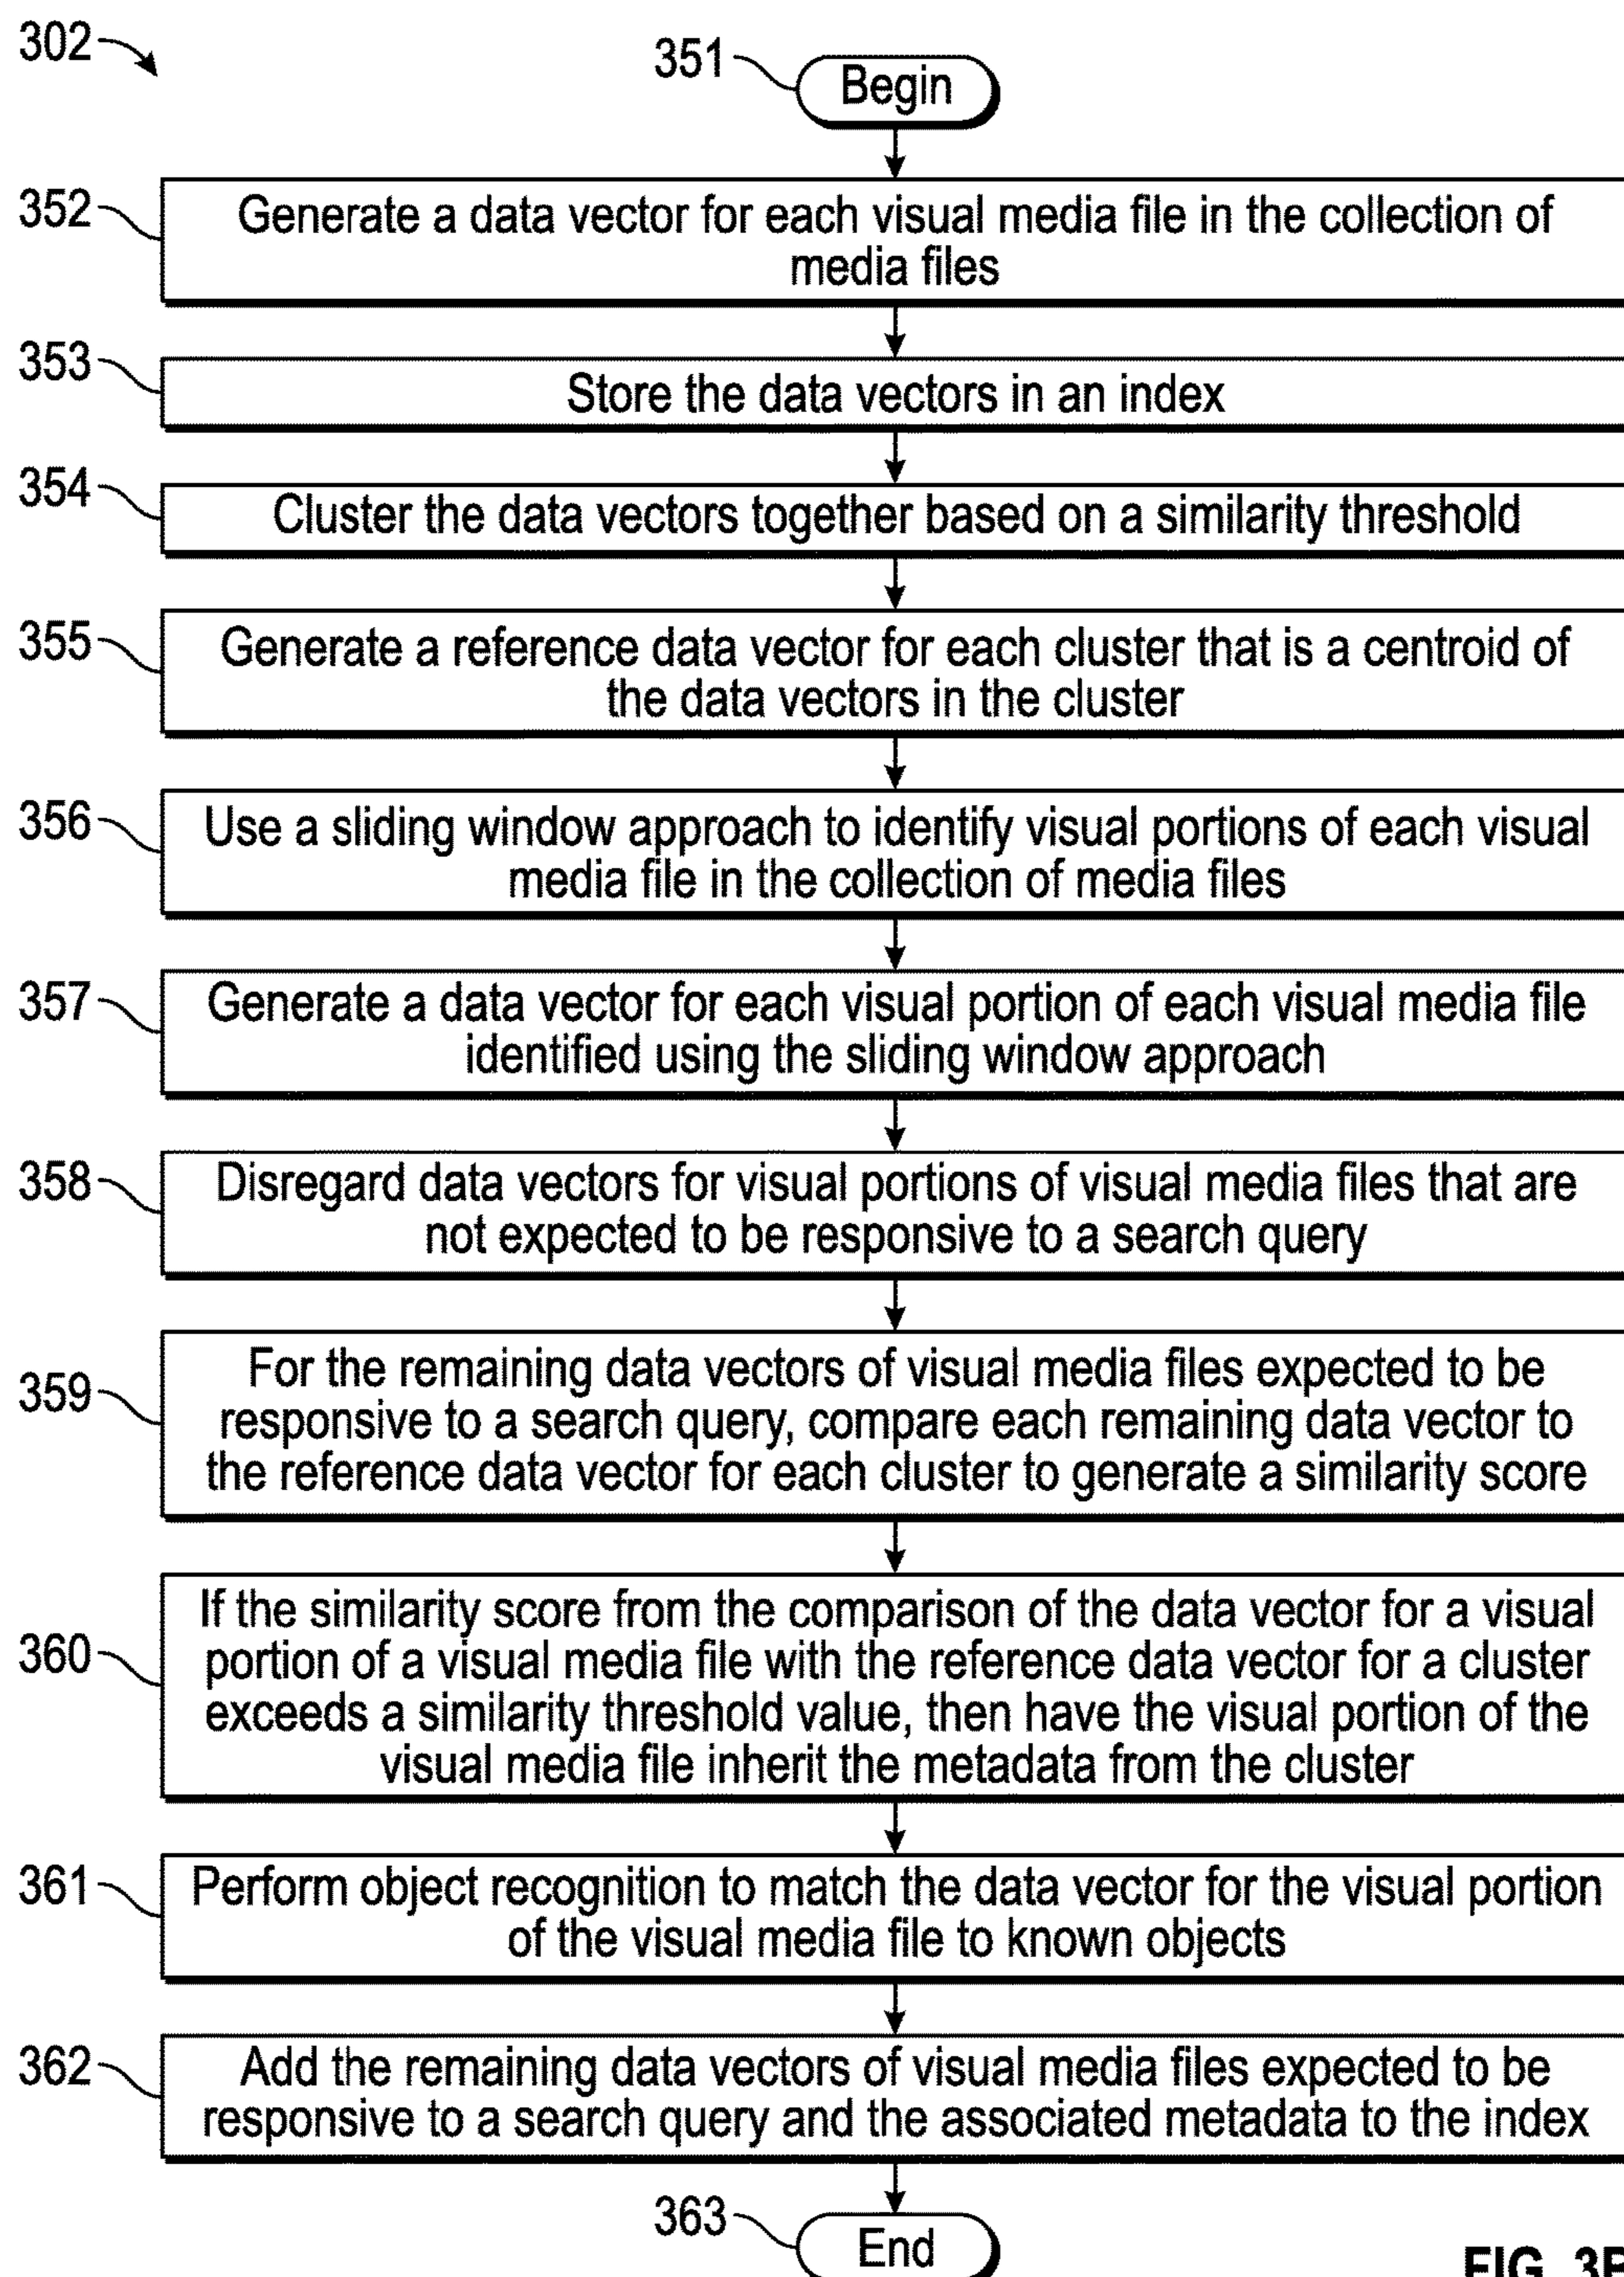 302
351
Begin
352
Generate a data vector for each visual media file in the collection of
media files
353
Store the data vectors in an index
354
Cluster the data vectors together based on a similarity threshold
355
Generate a reference data vector for each cluster that is a centroid of
the data vectors in the cluster
356
Use a sliding window approach to identify visual portions of each visual
media file in the collection of media files
357
Generate a data vector for each visual portion of each visual media file
identified using the sliding window approach
358
Disregard data vectors for visual portions of visual media files that are
not expected to be responsive to a search query
359
For the remaining data vectors of visual media files expected to be
responsive to a search query, compare each remaining data vector to
the reference data vector for each cluster to generate a similarity score
360
If the similarity score from the comparison of the data vector for a visual
portion of a visual media file with the reference data vector for a cluster
exceeds a similarity threshold value, then have the visual portion of the
visual media file inherit the metadata from the cluster
361
Perform object recognition to match the data vector for the visual portion
of the visual media file to known objects
362
Add the remaining data vectors of visual media files expected to be
responsive to a search query and the associated metadata to the index
363
End
FIG. 3B